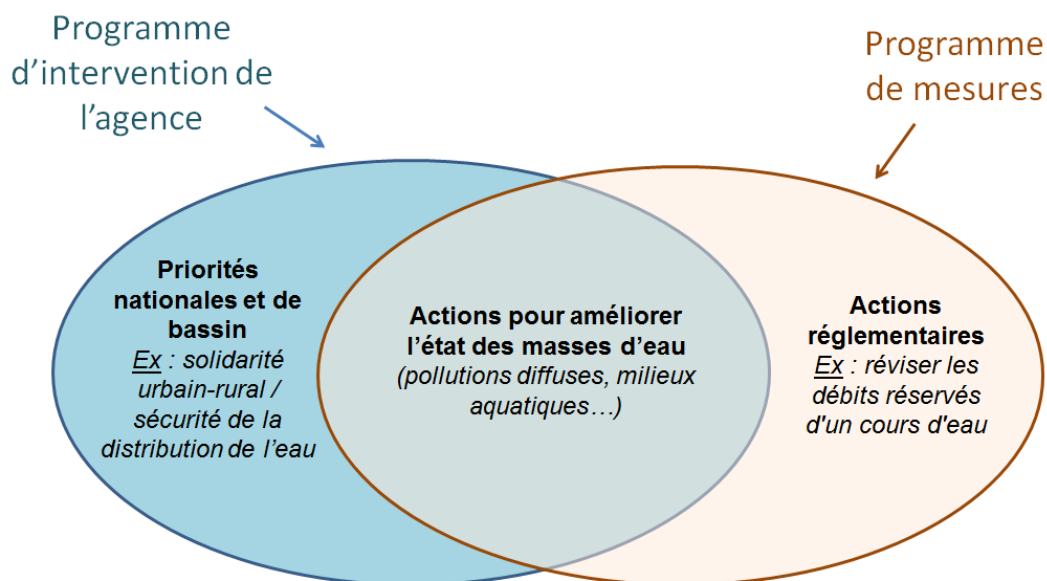 Programme
d'intervention de
l'agence
Programme
de mesures
Priorités
nationales et de
bassin
Ex : solidarité
urbain-rural /
sécurité de la
distribution de l'eau
Actions pour améliorer
l'état des masses d'eau
(pollutions diffuses, milieux
aquatiques…)
Actions
réglementaires
Ex : réviser les
débits réservés
d'un cours d'eau